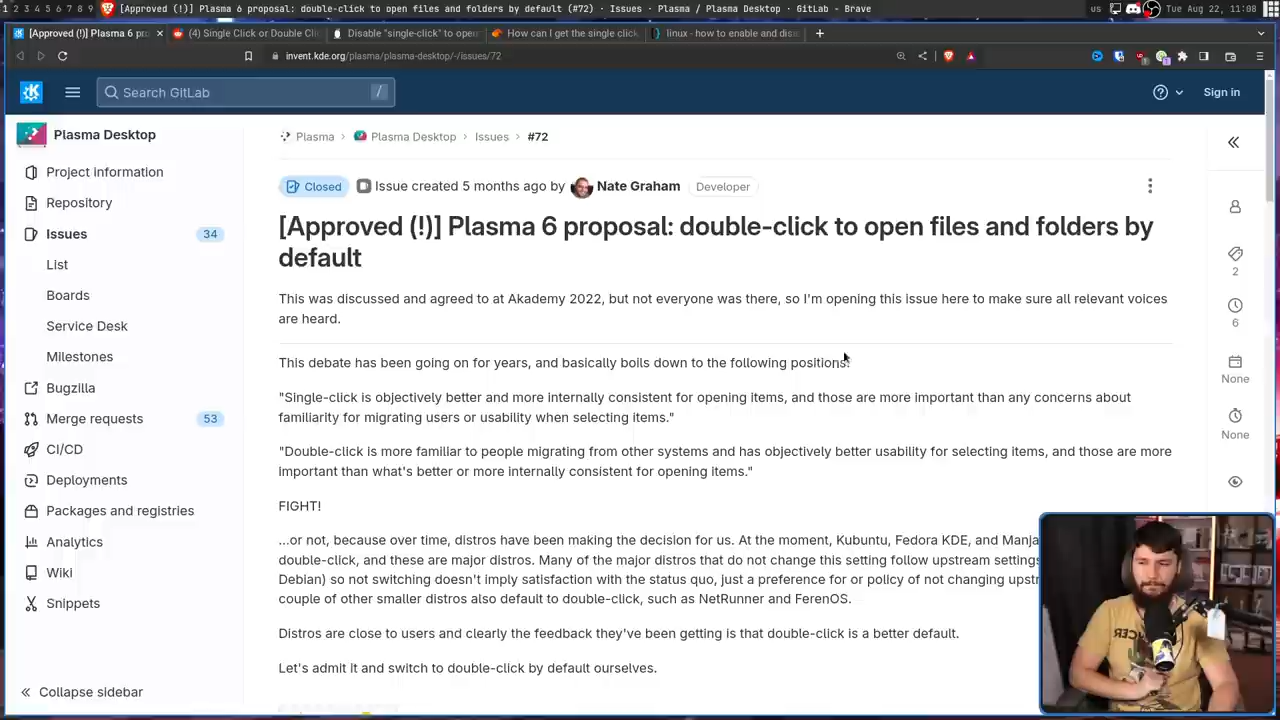 1 2 3 4 5 6 7 8 9 [Approved (!)] Plasma 6 proposal: double-click to open files and folders by default (#72) · Issues · Plasma / Plasma Desktop · GitLab - Brave us Tue Aug 22, 11:08
[Approved (!)] Plasma 6 pro × (4) Single Click or Double Cli Disable "single-click" to open How can I get the single click linux - how to enable and dis +
invent.kde.org/plasma/plasma-desktop/-/issues/72
Search GitLab /
Sign in
Plasma Desktop
Project information
Repository
Issues 34
List
Boards
Service Desk
Milestones
Bugzilla
Merge requests 53
CI/CD
Deployments
Packages and registries
Analytics
Wiki
Snippets
Collapse sidebar
Plasma > Plasma Desktop > Issues > #72
Closed Issue created 5 months ago by Nate Graham Developer
[Approved (!)] Plasma 6 proposal: double-click to open files and folders by
default
This was discussed and agreed to at Akademy 2022, but not everyone was there, so I'm opening this issue here to make sure all relevant voices
are heard.
This debate has been going on for years, and basically boils down to the following positions:
"Single-click is objectively better and more internally consistent for opening items, and those are more important than any concerns about
familiarity for migrating users or usability when selecting items."
"Double-click is more familiar to people migrating from other systems and has objectively better usability for selecting items, and those are more
important than what's better or more internally consistent for opening items."
FIGHT!
...or not, because over time, distros have been making the decision for us. At the moment, Kubuntu, Fedora KDE, and Manja
double-click, and these are major distros. Many of the major distros that do not change this setting follow upstream settings
Debian) so not switching doesn't imply satisfaction with the status quo, just a preference for or policy of not changing upstr
couple of other smaller distros also default to double-click, such as NetRunner and FerenOS.
Distros are close to users and clearly the feedback they've been getting is that double-click is a better default.
Let's admit it and switch to double-click by default ourselves.
2
6
None
None